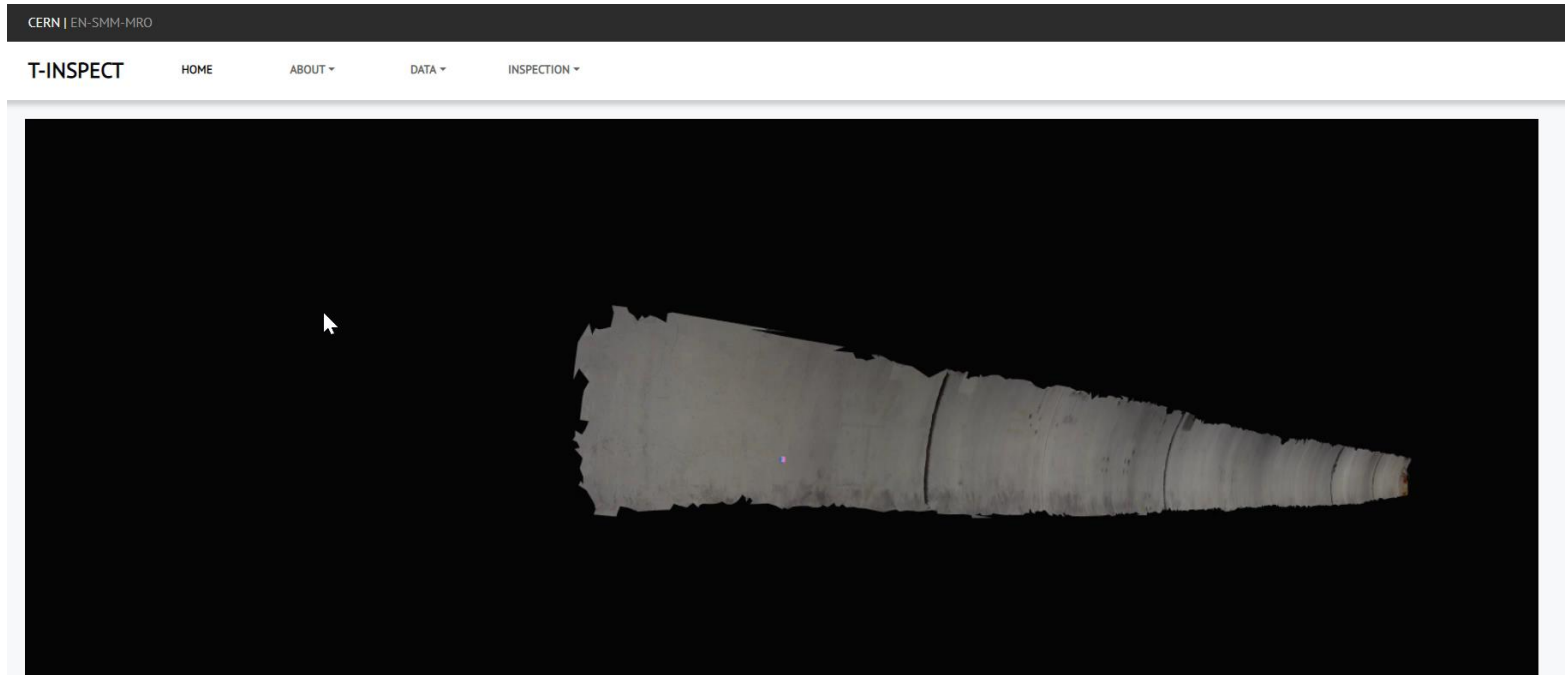 CERN | EN-SMM-MRO
T-INSPECT HOME ABOUT DATA INSPECTION